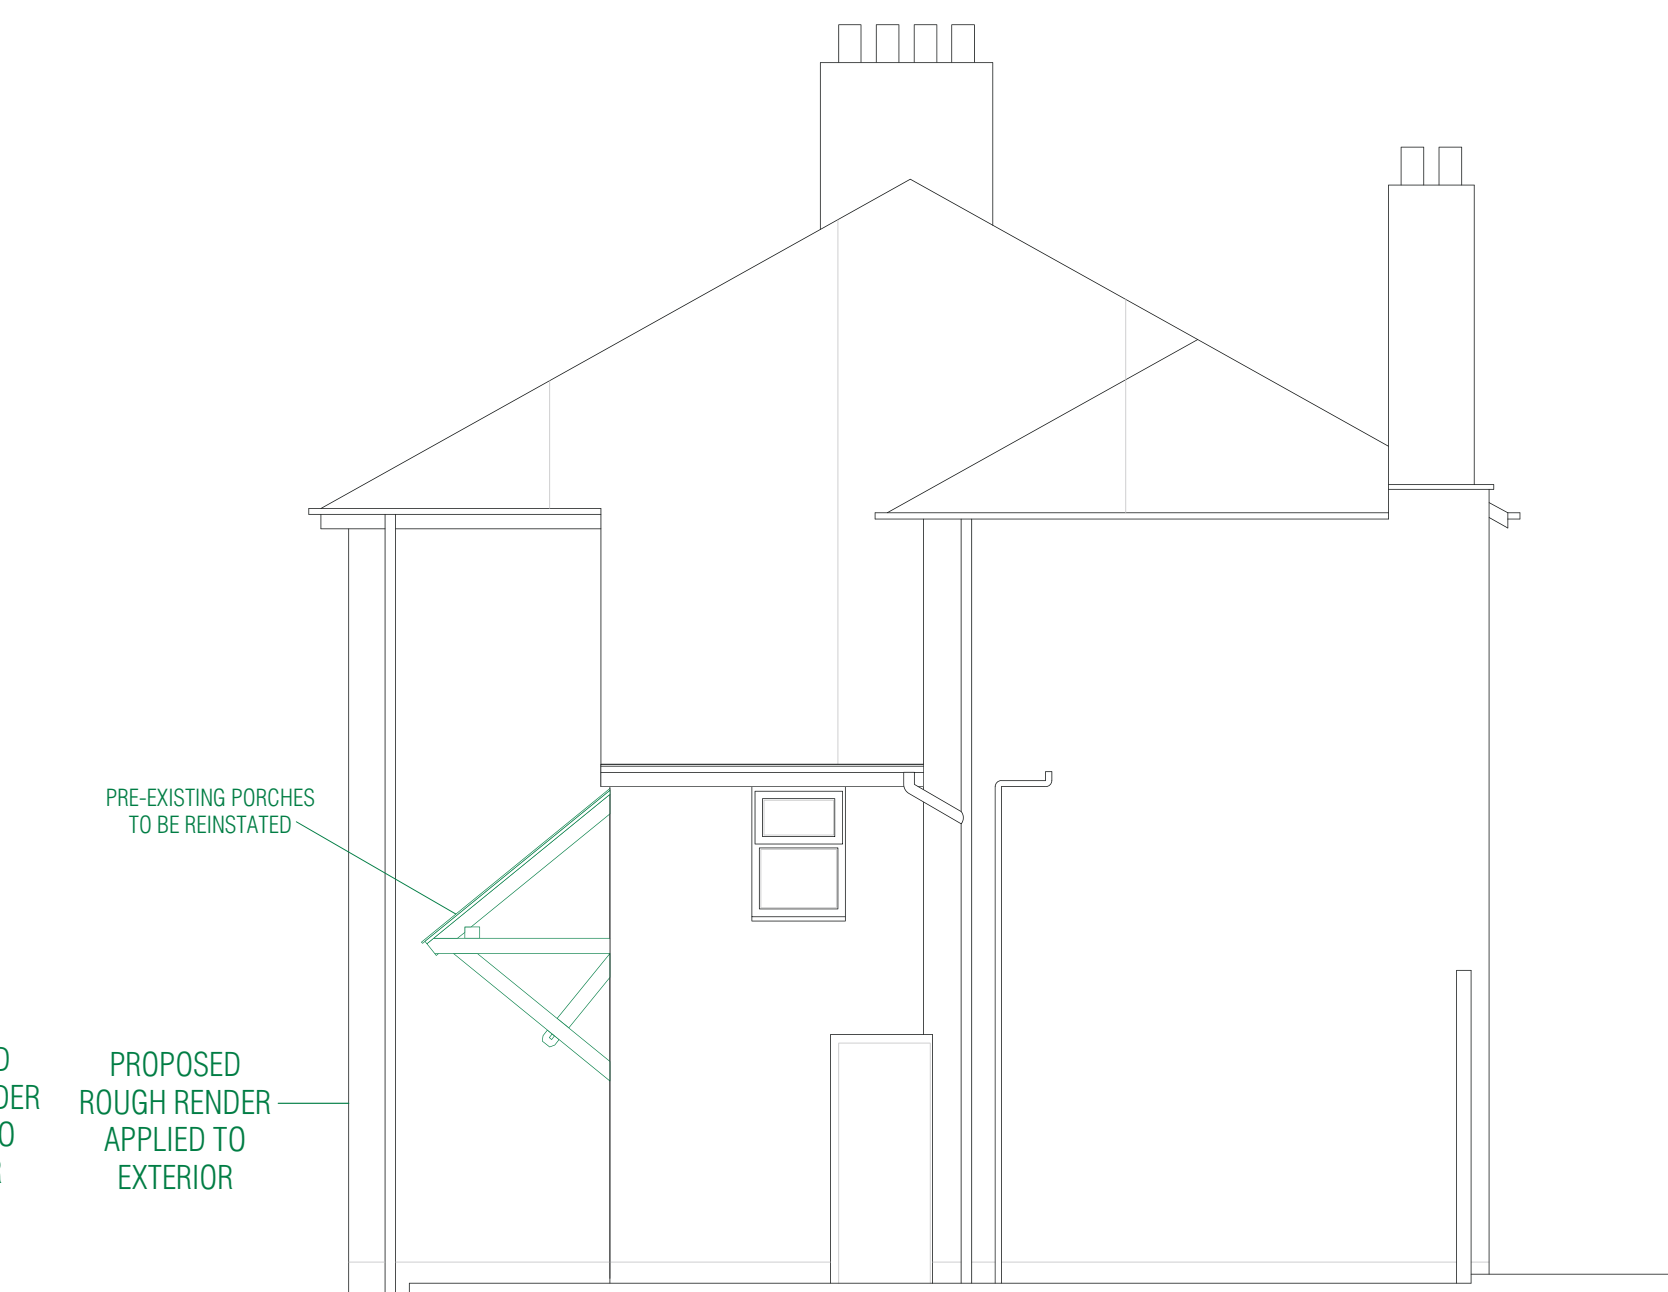 PRE-EXISTING PORCHES
TO BE REINSTATED
PROPOSED
ROUGH RENDER
APPLIED TO
EXTERIOR